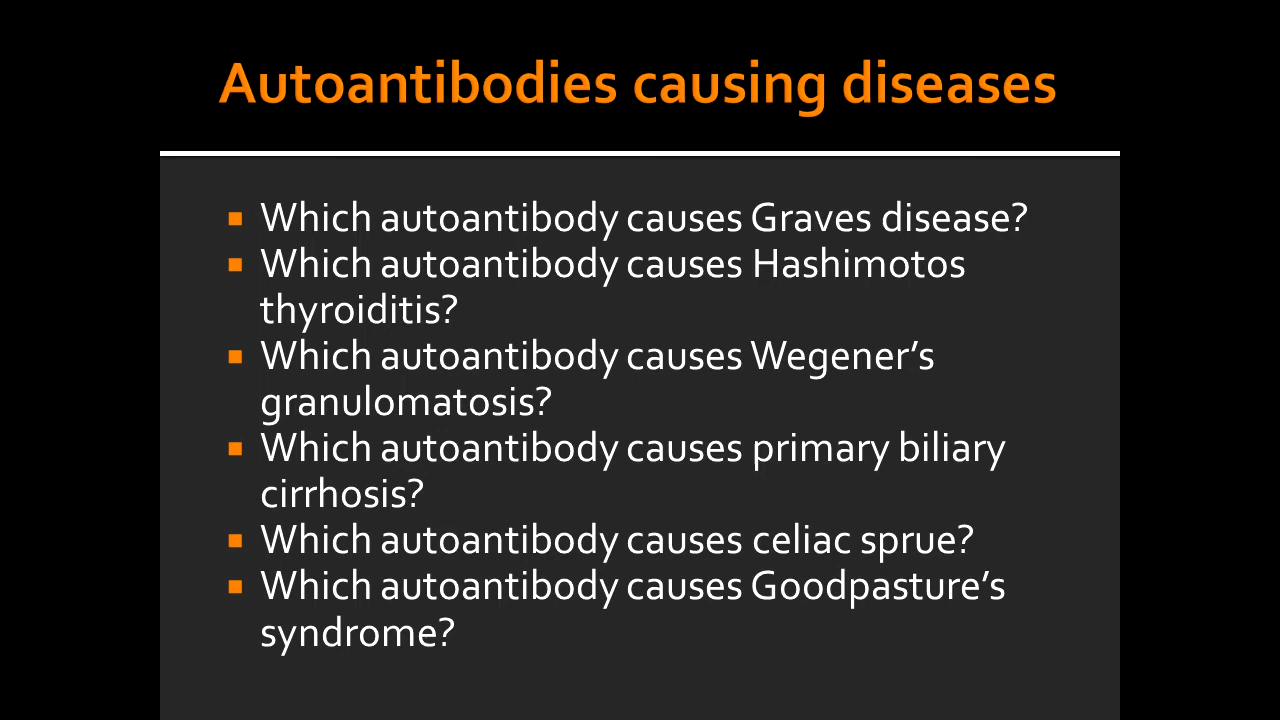 Autoantibodies causing diseases
Which autoantibody causes Graves disease?
Which autoantibody causes Hashimotos
thyroiditis?
Which autoantibody causes Wegener’s
granulomatosis?
Which autoantibody causes primary biliary
cirrhosis?
Which autoantibody causes celiac sprue?
Which autoantibody causes Goodpasture’s
syndrome?